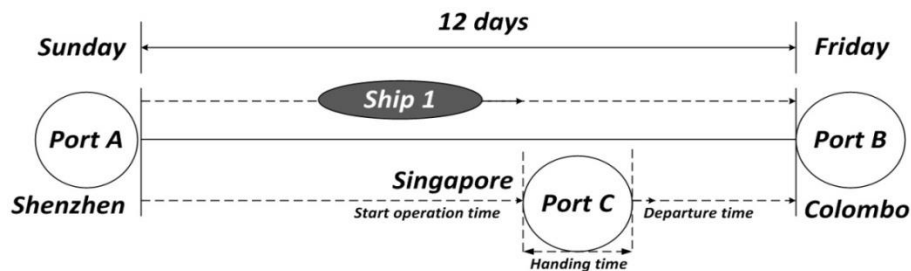 12 days
Sunday
Friday
Ship 1
Port A
Port B
Singapore
Shenzhen
Start operation time
Port C
Departure time
Colombo
Handing time